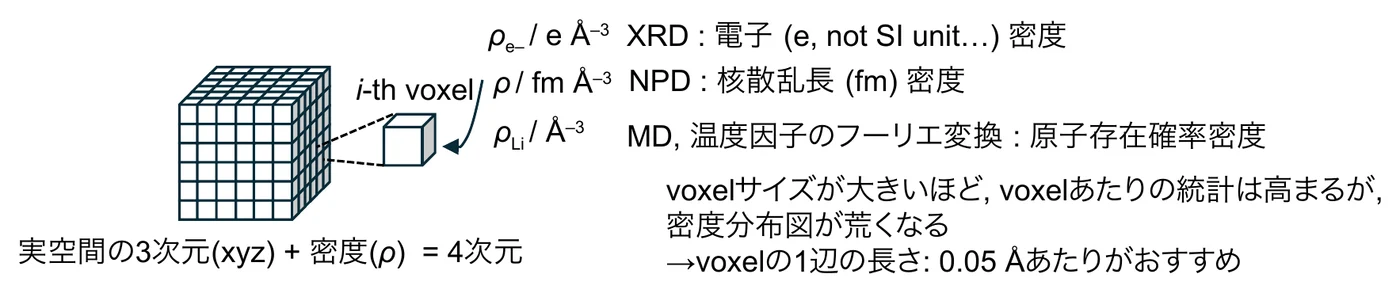 ρe– / e Å–3 XRD : 電子 (e, not SI unit…) 密度
i-th voxel
ρ / fm Å–3 NPD : 核散乱長 (fm) 密度
ρLi / Å–3 MD, 温度因子のフーリエ変換 : 原子存在確率密度
voxelサイズが大きいほど, voxelあたりの統計は高まるが,
密度分布図が荒くなる
→voxelの1辺の長さ: 0.05 Åあたりがおすすめ
実空間の3次元(xyz) + 密度(ρ) = 4次元